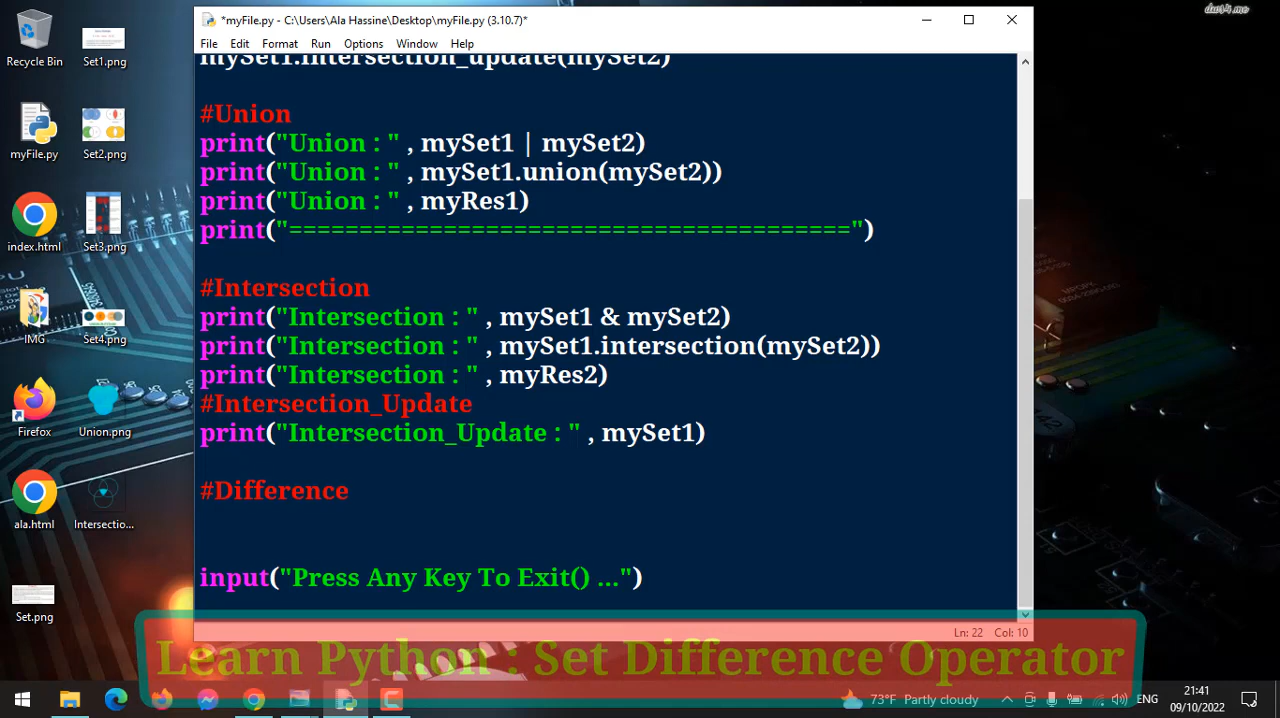 *myFile.py - C:\Users\Ala Hassine\Desktop\myFile.py (3.10.7)*
File Edit Format Run Options Window Help
mySet1.intersection_update(mySet2)
#Union
print("Union : " , mySet1 | mySet2)
print("Union : " , mySet1.union(mySet2))
print("Union : " , myRes1)
print("========================================")
#Intersection
print("Intersection : " , mySet1 & mySet2)
print("Intersection : " , mySet1.intersection(mySet2))
print("Intersection : " , myRes2)
#Intersection_Update
print("Intersection_Update : " , mySet1)
#Difference
input("Press Any Key To Exit() ...")
Ln: 22 Col: 10
Recycle Bin
Set1.png
myFile.py
Set2.png
index.html
Set3.png
IMG
Set4.png
Firefox
Union.png
ala.html
Intersectio...
Set.png
Learn Python : Set Difference Operator
73°F Partly cloudy
ENG
21:41
09/10/2022